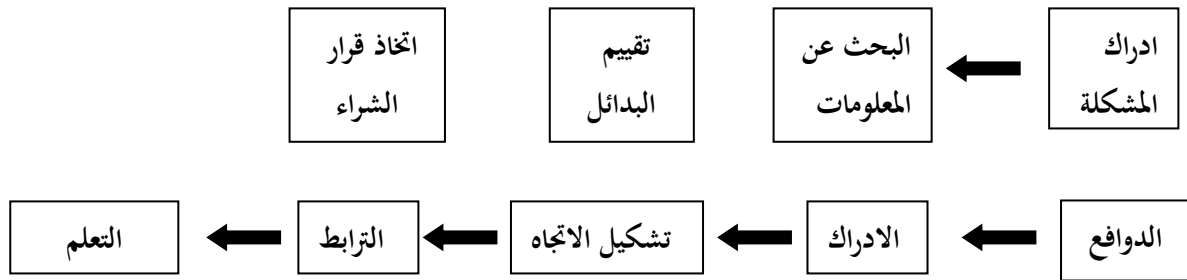 ادراك
المشكلة
البحث عن
المعلومات
تقييم
البدائل
اتخاذ قرار
الشراء
الدوافع
الادراك
تشكيل الاتجاه
الترابط
التعلم